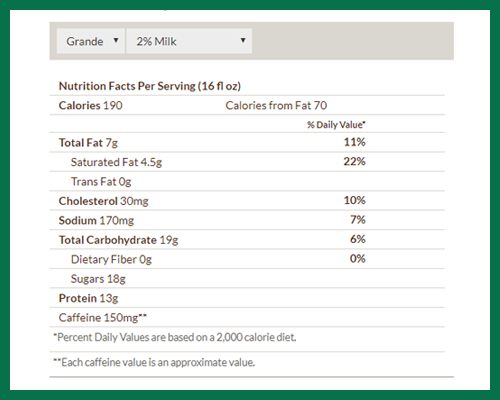 Grande 2% Milk
Nutrition Facts Per Serving (16 fl oz)
Calories 190 Calories from Fat 70
% Daily Value*
Total Fat 7g 11%
Saturated Fat 4.5g 22%
Trans Fat 0g
Cholesterol 30mg 10%
Sodium 170mg 7%
Total Carbohydrate 19g 6%
Dietary Fiber 0g 0%
Sugars 18g
Protein 13g
Caffeine 150mg**
*Percent Daily Values are based on a 2,000 calorie diet.
**Each caffeine value is an approximate value.